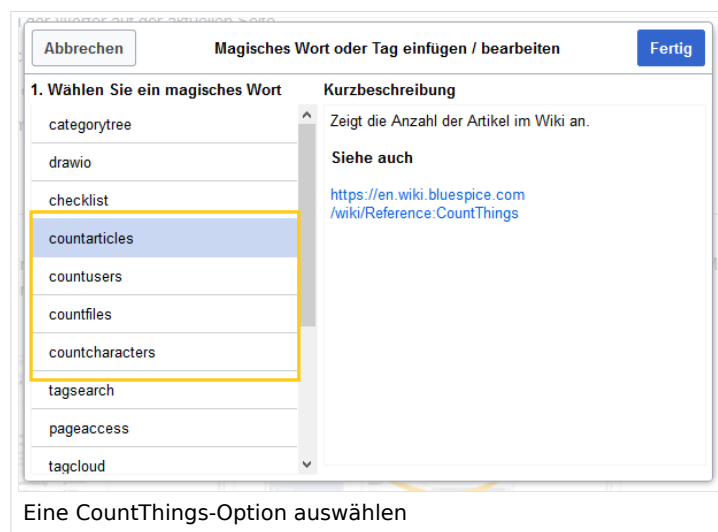 Abbrechen Magisches Wort oder Tag einfügen / bearbeiten Fertig
1. Wählen Sie ein magisches Wort
categorytree
drawio
checklist
countarticles
countusers
countfiles
countcharacters
tagsearch
pageaccess
tagcloud
Kurzbeschreibung
Zeigt die Anzahl der Artikel im Wiki an.
Siehe auch
https://en.wiki.bluespice.com
/wiki/Reference:CountThings
Eine CountThings-Option auswählen